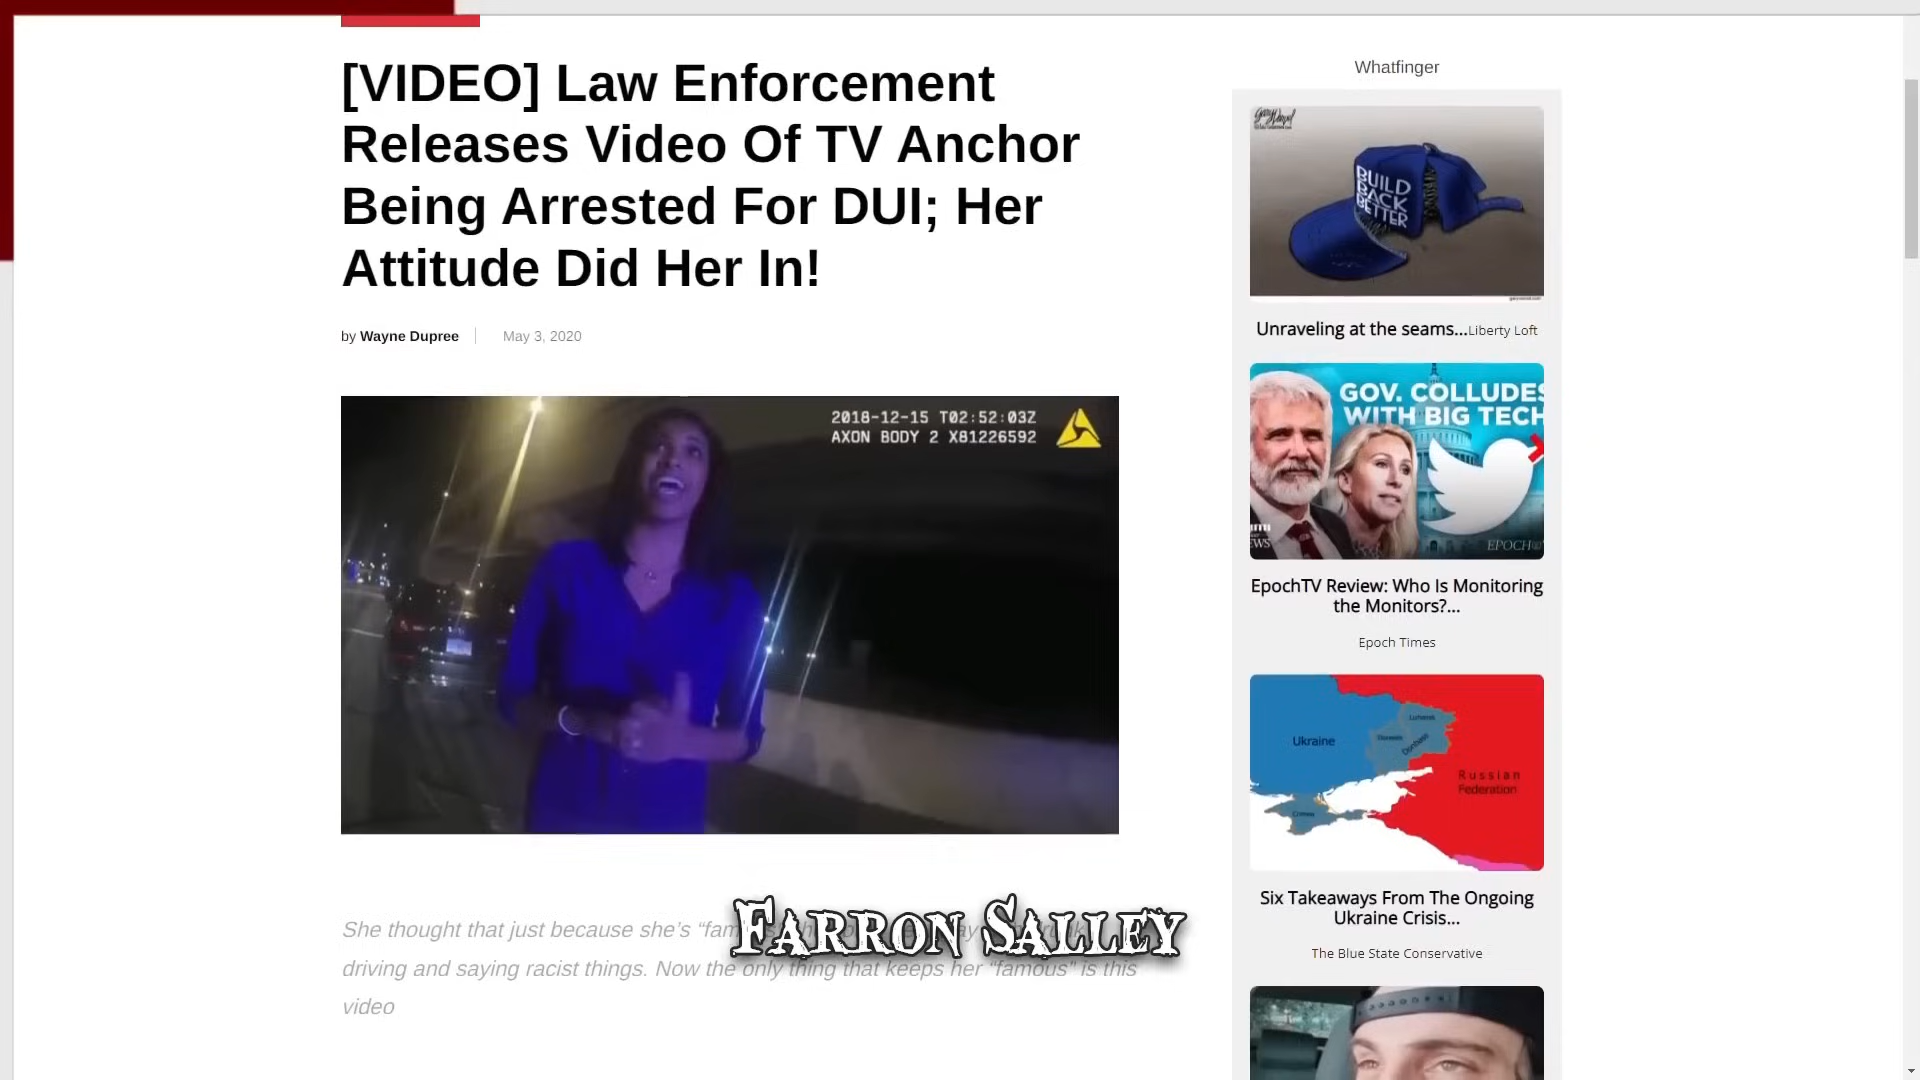 [VIDEO] Law Enforcement
Releases Video Of TV Anchor
Being Arrested For DUI; Her
Attitude Did Her In!
by Wayne Dupree
May 3, 2020
2018-12-15 T02:52:03Z
AXON BODY 2 X81226592
She thought that just because she's “fam
driving and saying racist things. Now the only thing that keeps her “famous” is this
video
FARRON SALLEY
Whatfinger
BUILD
BACK
BETTER
Unraveling at the seams...Liberty Loft
GOV. COLLUDES
WITH BIG TECH
EPOCH
EpochTV Review: Who Is Monitoring
the Monitors?...
Epoch Times
Ukraine
Luhansk
Donetsk
Donbass
Russian
Federation
Crimea
Six Takeaways From The Ongoing
Ukraine Crisis...
The Blue State Conservative